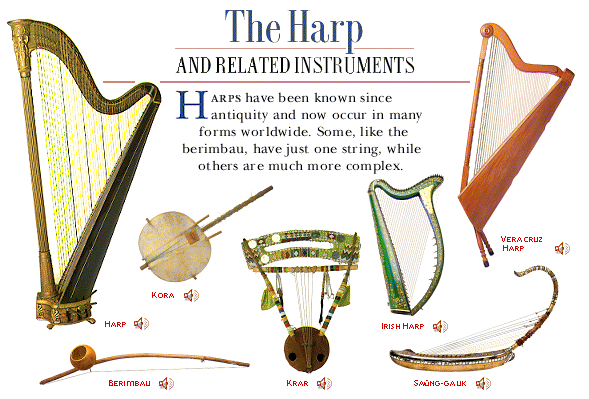 The Harp
AND RELATED INSTRUMENTS
HARPS have been known since
antiquity and now occur in many
forms worldwide. Some, like the
berimbau, have just one string, while
others are much more complex.
VERACRUZ
HARP
KORA
HARP
IRISH HARP
BERIMBAU
KRAR
SAÙNG-GAUK